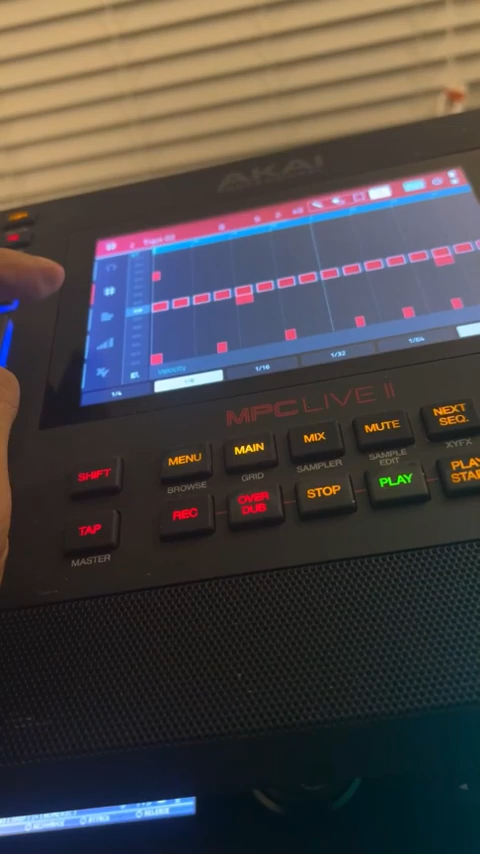 AKAI
Velocity
1/4
1/8
1/16
1/32
1/64
MPC LIVE II
SHIFT
MENU
MAIN
MIX
MUTE
NEXT SEQ.
BROWSE
GRID
SAMPLER
SAMPLE EDIT
XYFX
TAP
REC
OVER DUB
STOP
PLAY
MASTER